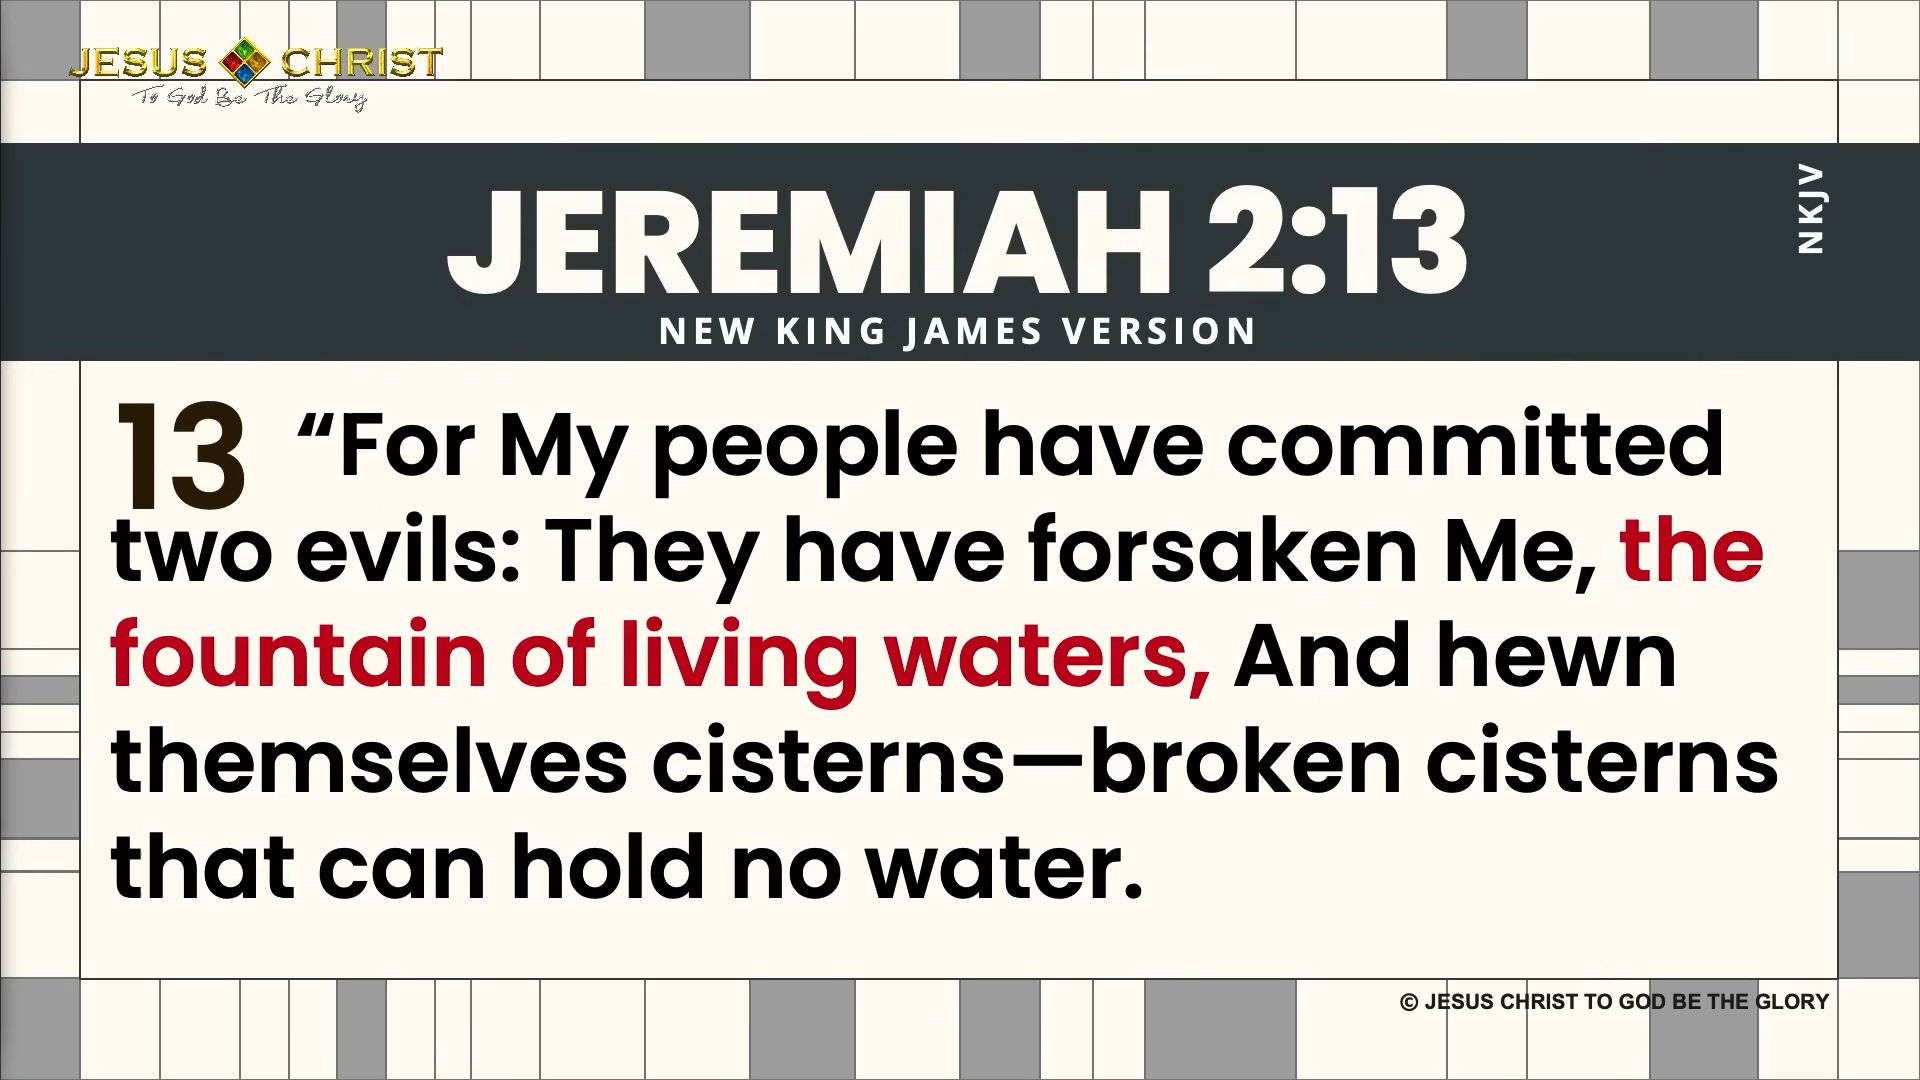 JESUS CHRIST
To God Be The Glory
NKJV
JEREMIAH 2:13
NEW KING JAMES VERSION
13 “For My people have committed
two evils: They have forsaken Me, the
fountain of living waters, And hewn
themselves cisterns—broken cisterns
that can hold no water.
© JESUS CHRIST TO GOD BE THE GLORY